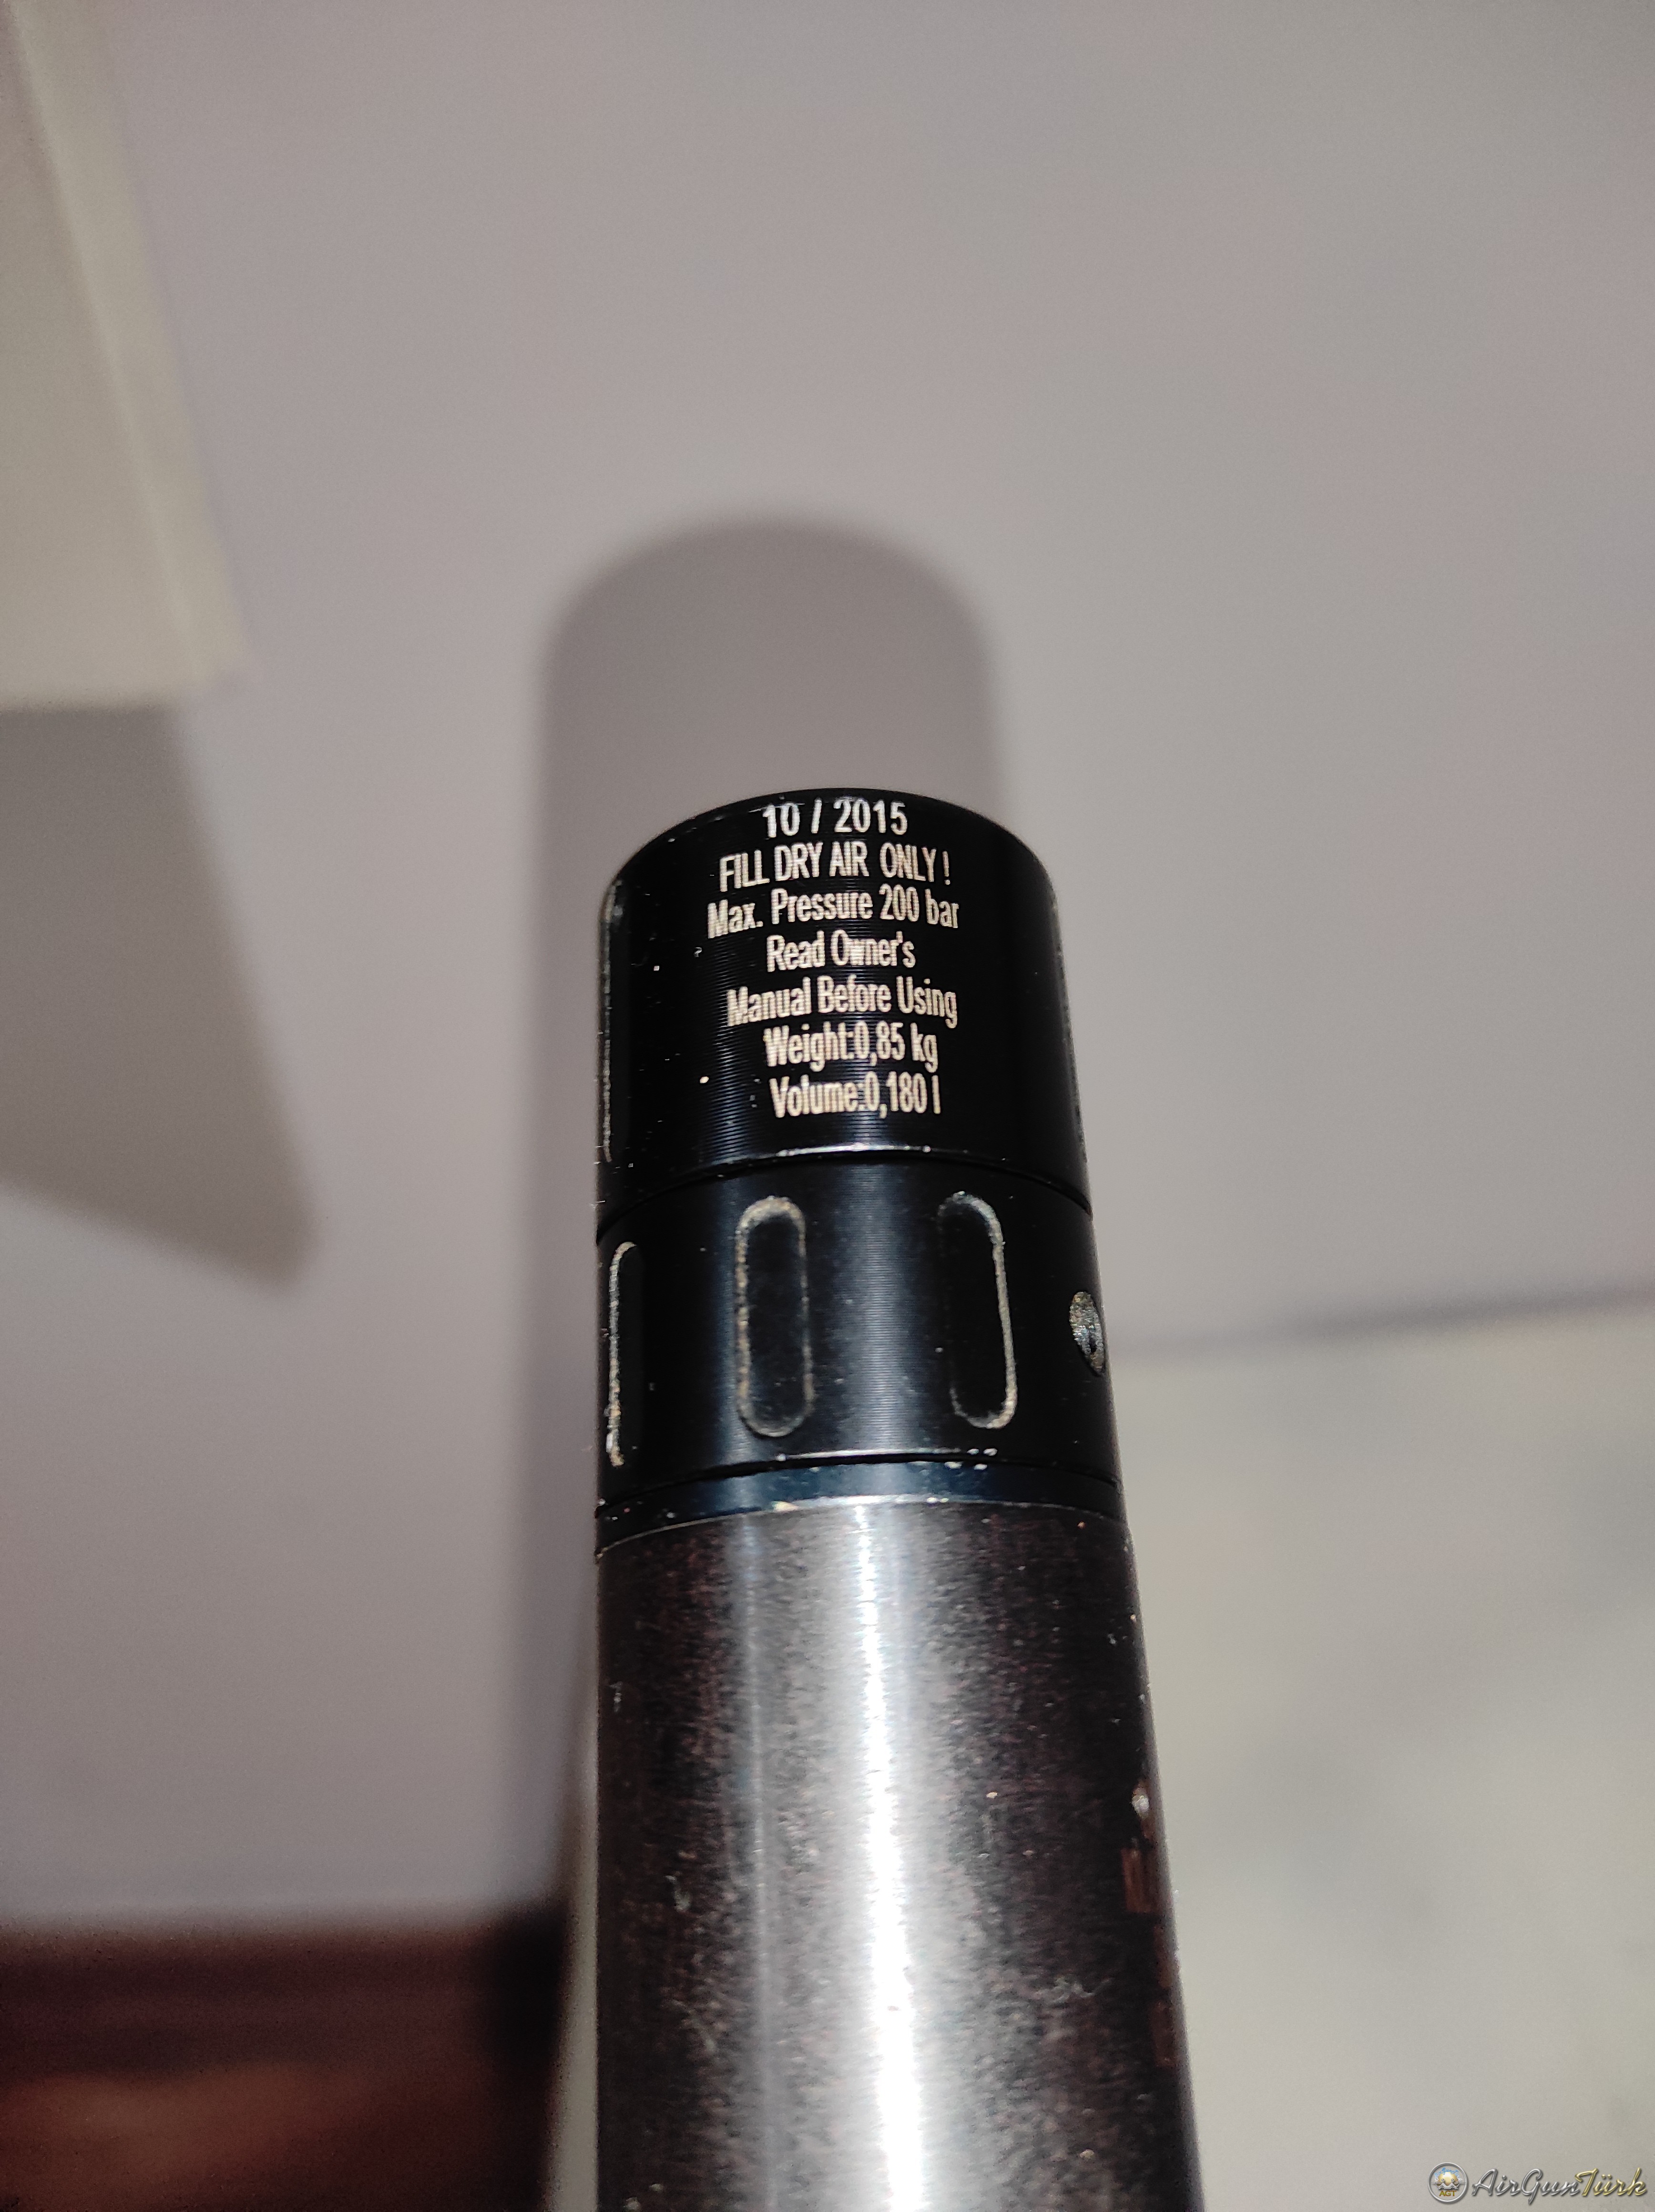 10 / 2015
FILL DRY AIR ONLY !
Max. Pressure 200 bar
Read Owner's
Manual Before Using
Weight:0,85 kg
Volume:0,180 l
AirGunTürk